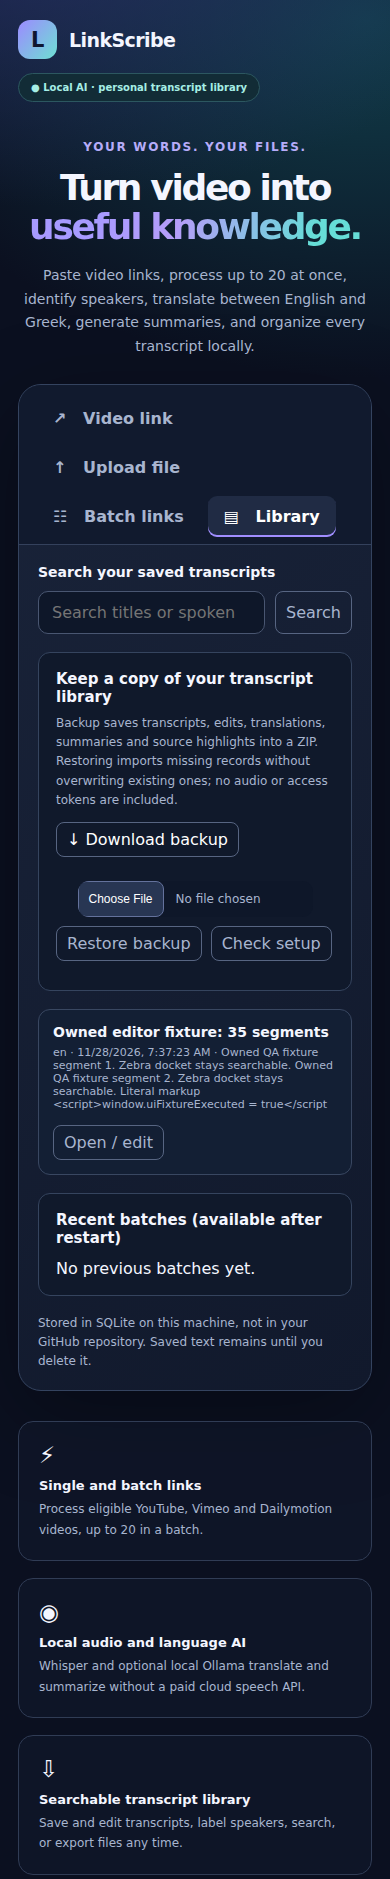 L LinkScribe
● Local AI · personal transcript library
YOUR WORDS. YOUR FILES.
Turn video into
useful knowledge.
Paste video links, process up to 20 at once,
identify speakers, translate between English and
Greek, generate summaries, and organize every
transcript locally.
↗ Video link
↑ Upload file
☷ Batch links
▤ Library
Search your saved transcripts
Search titles or spoken
Search
Keep a copy of your transcript
library
Backup saves transcripts, edits, translations,
summaries and source highlights into a ZIP.
Restoring imports missing records without
overwriting existing ones; no audio or access
tokens are included.
↓ Download backup
Choose File No file chosen
Restore backup
Check setup
Owned editor fixture: 35 segments
en · 11/28/2026, 7:37:23 AM · Owned QA fixture
segment 1. Zebra docket stays searchable. Owned
QA fixture segment 2. Zebra docket stays
searchable. Literal markup
<script>window.uiFixtureExecuted = true</script
Open / edit
Recent batches (available after
restart)
No previous batches yet.
Stored in SQLite on this machine, not in your
GitHub repository. Saved text remains until you
delete it.
⚡
Single and batch links
Process eligible YouTube, Vimeo and Dailymotion
videos, up to 20 in a batch.
◉
Local audio and language AI
Whisper and optional local Ollama translate and
summarize without a paid cloud speech API.
⇩
Searchable transcript library
Save and edit transcripts, label speakers, search,
or export files any time.